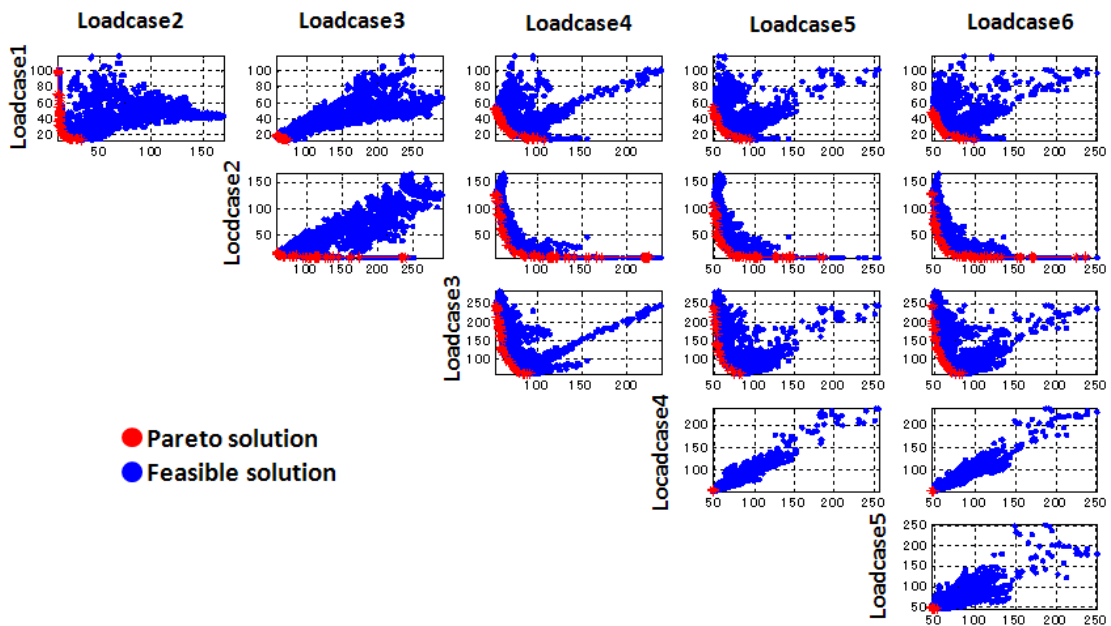 Loadcase2 Loadcase3 Loadcase4 Loadcase5 Loadcase6
Loadcase1
100 100 100 100 100
80 80 80 80 80
60 60 60 60 60
40 40 40 40 40
20 20 20 20 20
50 100 150 100 150 200 250 100 150 200 50 100 150 200 250 50 100 150 200 250
Locdcase2
150 150 150 150
100 100 100 100
50 50 50 50
100 150 200 250 100 150 200 50 100 150 200 250 50 100 150 200 250
Loadcase3
250 250 250
200 200 200
150 150 150
100 100 100
100 150 200 50 100 150 200 250 50 100 150 200 250
Pareto solution
Feasible solution
Locadcase4
200 200
150 150
100 100
50 100 150 200 250 50 100 150 200 250
Loadcase5
250
200
150
100
50
50 100 150 200 250